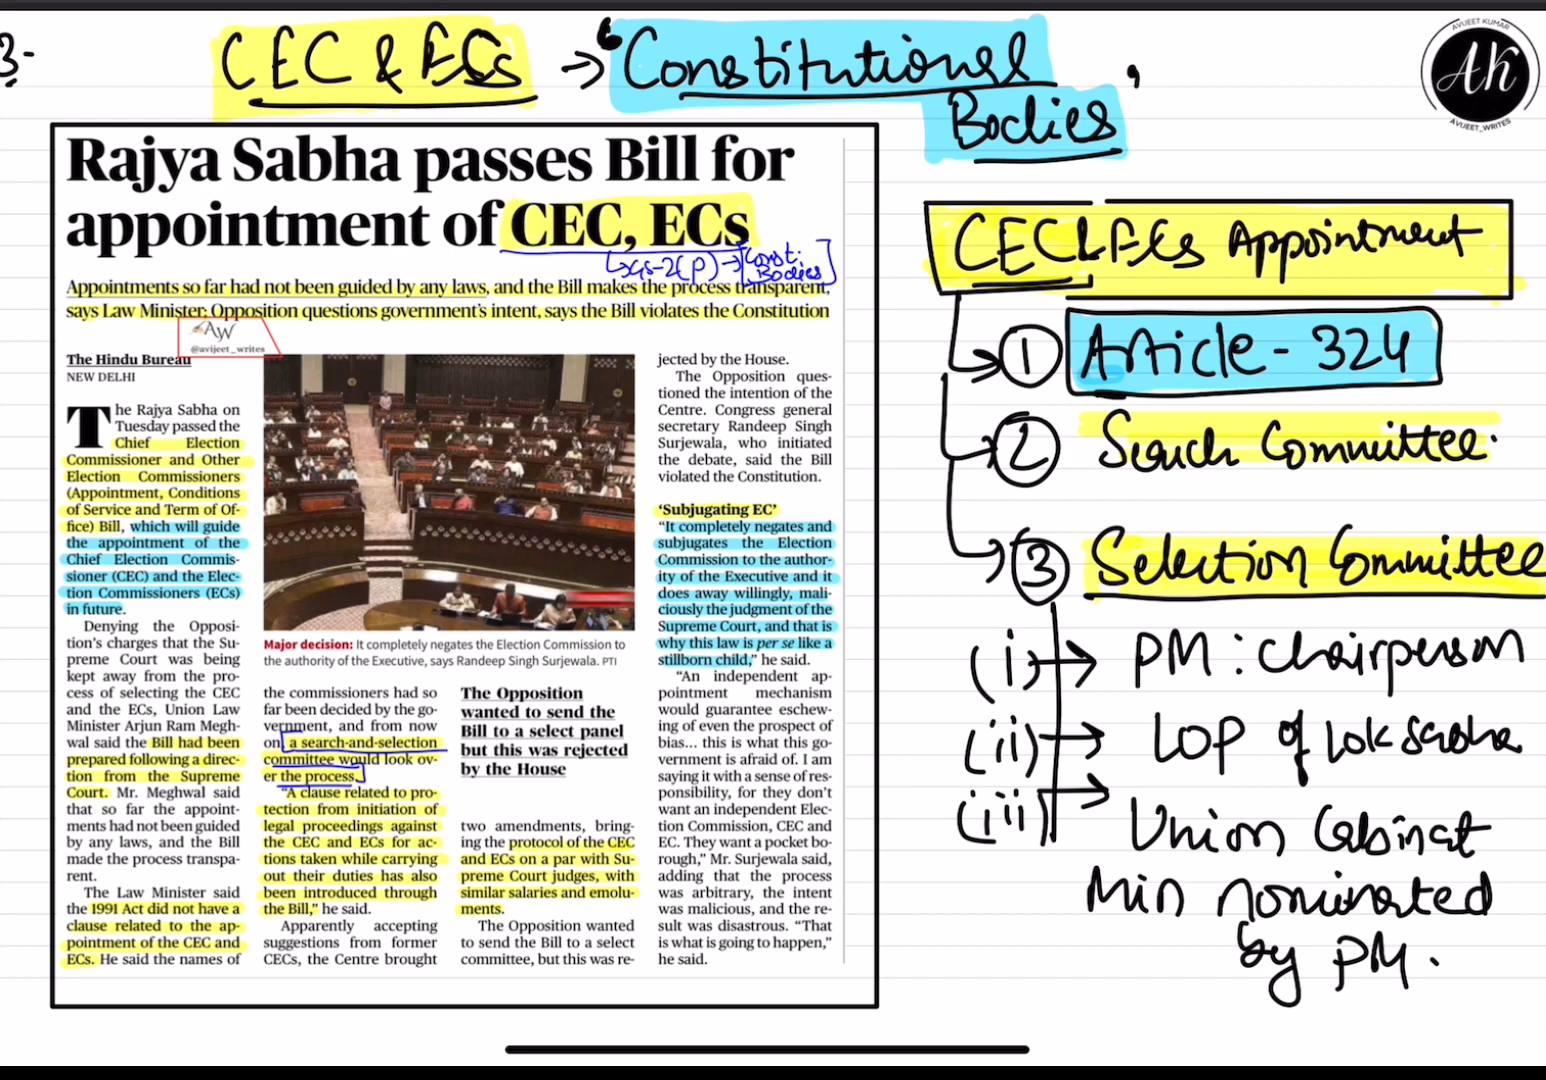 3-
CEC & ECs → Constitutional
Bodies
AVIJEET KUMAR
AK
AVIJEET_WRITES
Rajya Sabha passes Bill for
appointment of CEC, ECs
GS-2(P) → [Consti.
Bodies]
Appointments so far had not been guided by any laws, and the Bill makes the process transparent,
says Law Minister; Opposition questions government's intent, says the Bill violates the Constitution
AW
@avijeet_writes
The Hindu Bureau
NEW DELHI
The Rajya Sabha on
Tuesday passed the
Chief Election
Commissioner and Other
Election Commissioners
(Appointment, Conditions
of Service and Term of Of-
fice) Bill, which will guide
the appointment of the
Chief Election Commis-
sioner (CEC) and the Elec-
tion Commissioners (ECs)
in future.
Denying the Opposi-
tion's charges that the Su-
preme Court was being
kept away from the pro-
cess of selecting the CEC
and the ECs, Union Law
Minister Arjun Ram Megh-
wal said the Bill had been
prepared following a direc-
tion from the Supreme
Court. Mr. Meghwal said
that so far the appoint-
ments had not been guided
by any laws, and the Bill
made the process transpa-
rent.
The Law Minister said
the 1991 Act did not have a
clause related to the ap-
pointment of the CEC and
ECs. He said the names of
Major decision: It completely negates the Election Commission to
the authority of the Executive, says Randeep Singh Surjewala. PTI
the commissioners had so
far been decided by the go-
vernment, and from now
on a search-and-selection
committee would look ov-
er the process.
"A clause related to pro-
tection from initiation of
legal proceedings against
the CEC and ECs for ac-
tions taken while carrying
out their duties has also
been introduced through
the Bill," he said.
Apparently accepting
suggestions from former
CECs, the Centre brought
The Opposition
wanted to send the
Bill to a select panel
but this was rejected
by the House
two amendments, bring-
ing the protocol of the CEC
and ECs on a par with Su-
preme Court judges, with
similar salaries and emolu-
ments.
The Opposition wanted
to send the Bill to a select
committee, but this was re-
jected by the House.
The Opposition ques-
tioned the intention of the
Centre. Congress general
secretary Randeep Singh
Surjewala, who initiated
the debate, said the Bill
violated the Constitution.
'Subjugating EC'
"It completely negates and
subjugates the Election
Commission to the author-
ity of the Executive and it
does away willingly, mali-
ciously the judgment of the
Supreme Court, and that is
why this law is per se like a
stillborn child," he said.
"An independent ap-
pointment mechanism
would guarantee eschew-
ing of even the prospect of
bias... this is what this go-
vernment is afraid of. I am
saying it with a sense of res-
ponsibility, for they don't
want an independent Elec-
tion Commission, CEC and
EC. They want a pocket bo-
rough," Mr. Surjewala said,
adding that the process
was arbitrary, the intent
was malicious, and the re-
sult was disastrous. "That
is what is going to happen,"
he said.
CEC & ECs Appointment
1 Article - 324
2 Search Committee.
3 Selection Committee
(i) → PM : Chairperson
(ii) → LOP of Lok Sabha
(iii) → Union Cabinet
Min nominated
by PM.